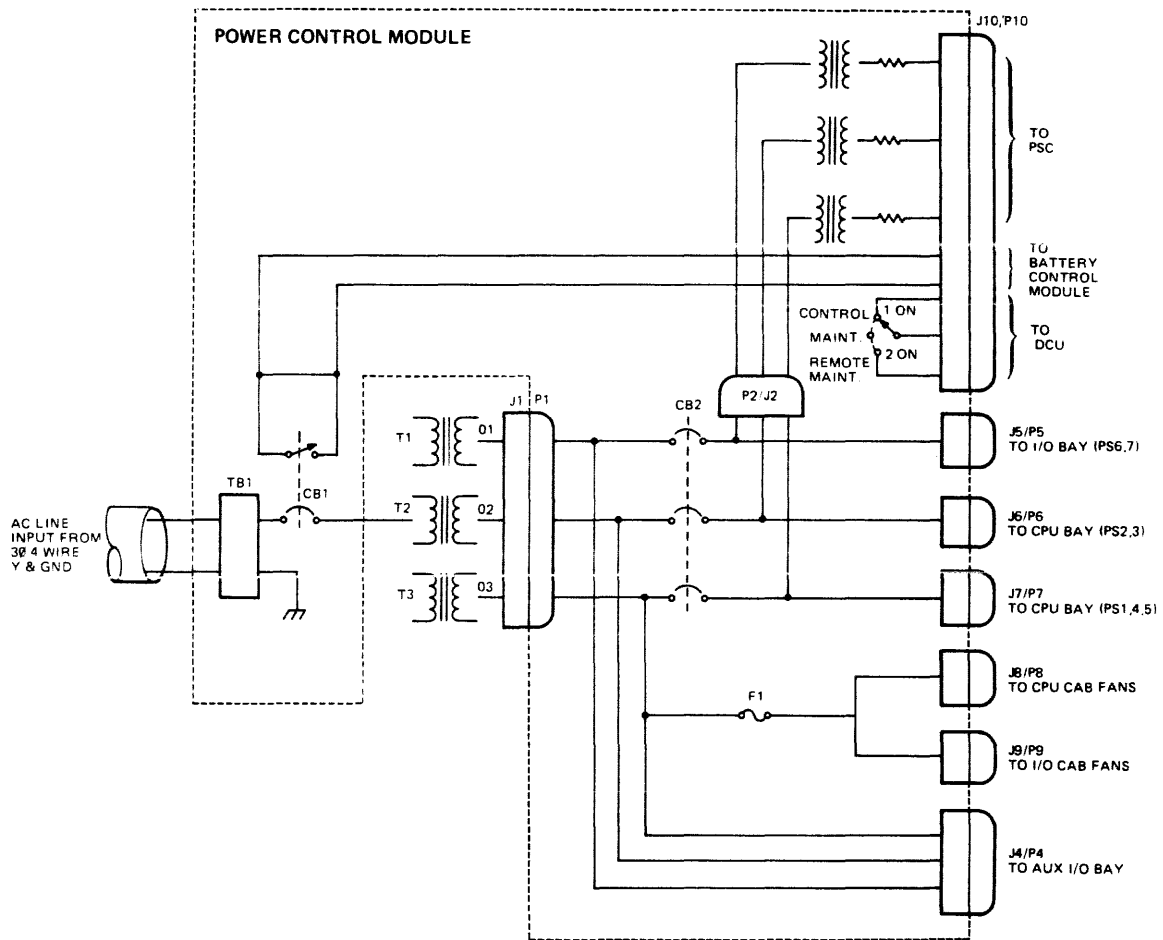 J10,'P10
POWER CONTROL MODULE
TO
PSC
TO
BATTERY
CONTROL
MODULE
CONTROL
1 ON
MAINT.
2 ON
REMOTE
MAINT.
TO
DCU
P2/J2
CB2
J1 P1
J5/P5
TO I/O BAY (PS6,7)
T1
01
TB1
CB1
T2
02
AC LINE
INPUT FROM
3Ø 4 WIRE
Y & GND
J6/P6
TO CPU BAY (PS2,3)
T3
03
J7/P7
TO CPU BAY (PS1,4,5)
J8/P8
TO CPU CAB FANS
F1
J9/P9
TO I/O CAB FANS
J4/P4
TO AUX I/O BAY